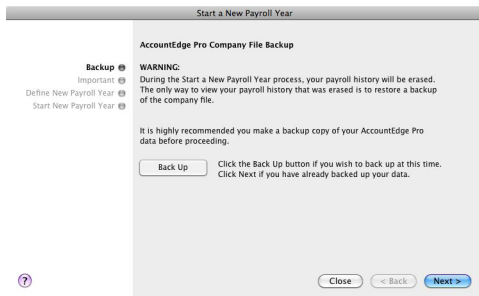 Start a New Payroll Year
Backup
Important
Define New Payroll Year
Start New Payroll Year
AccountEdge Pro Company File Backup
WARNING:
During the Start a New Payroll Year process, your payroll history will be erased.
The only way to view your payroll history that was erased is to restore a backup
of the company file.
It is highly recommended you make a backup copy of your AccountEdge Pro
data before proceeding.
Back Up
Click the Back Up button if you wish to back up at this time.
Click Next if you have already backed up your data.
?
Close
< Back
Next >